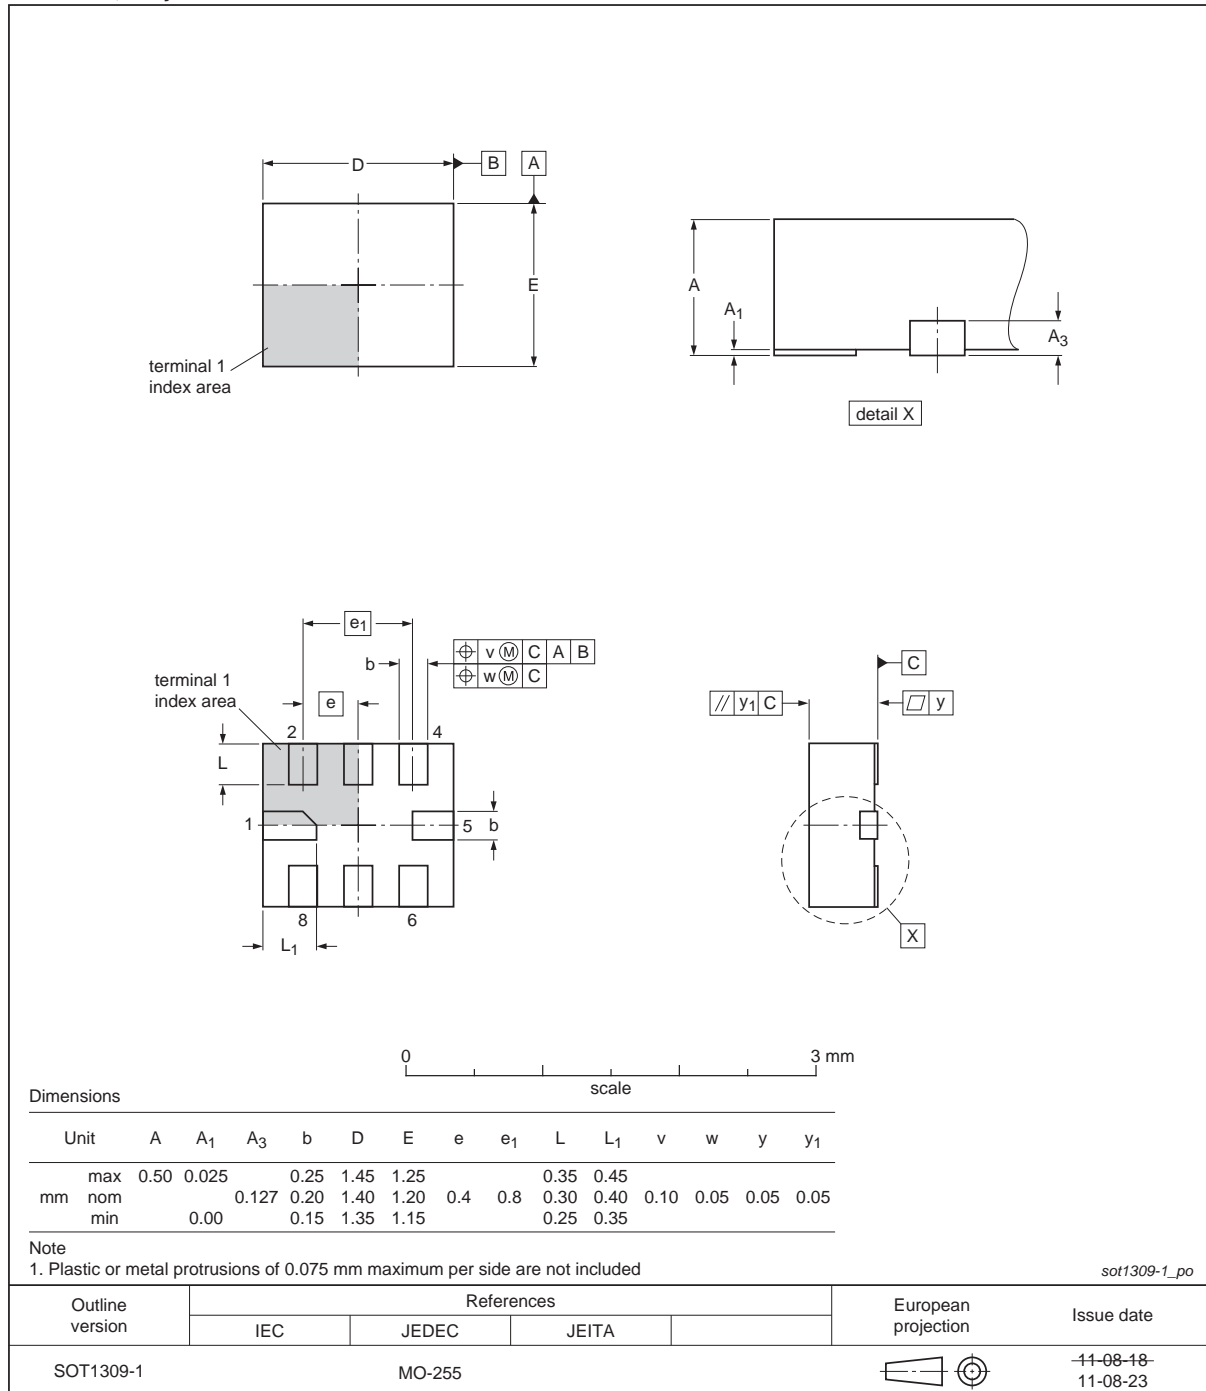 D
B
A
E
terminal 1
index area
A
A1
A3
detail X
e1
b
v M C A B
w M C
terminal 1
index area
e
2
4
L
1
5
b
8
6
L1
C
// y1 C
y
X
0
3 mm
scale
Dimensions
Unit A A1 A3 b D E e e1 L L1 v w y y1
max 0.50 0.025 0.25 1.45 1.25 0.35 0.45
mm nom 0.127 0.20 1.40 1.20 0.4 0.8 0.30 0.40 0.10 0.05 0.05 0.05
min 0.00 0.15 1.35 1.15 0.25 0.35
Note
1. Plastic or metal protrusions of 0.075 mm maximum per side are not included
sot1309-1_po
Outline
version
References
IEC JEDEC JEITA
European
projection
Issue date
SOT1309-1
MO-255
11-08-18
11-08-23